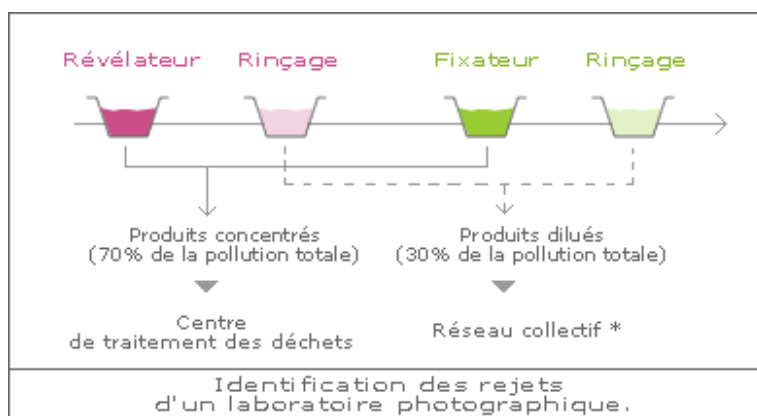 Révélateur
Rinçage
Fixateur
Rinçage
Produits concentrés
(70% de la pollution totale)
Produits dilués
(30% de la pollution totale)
Centre
de traitement des déchets
Réseau collectif *
Identification des rejets
d'un laboratoire photographique.